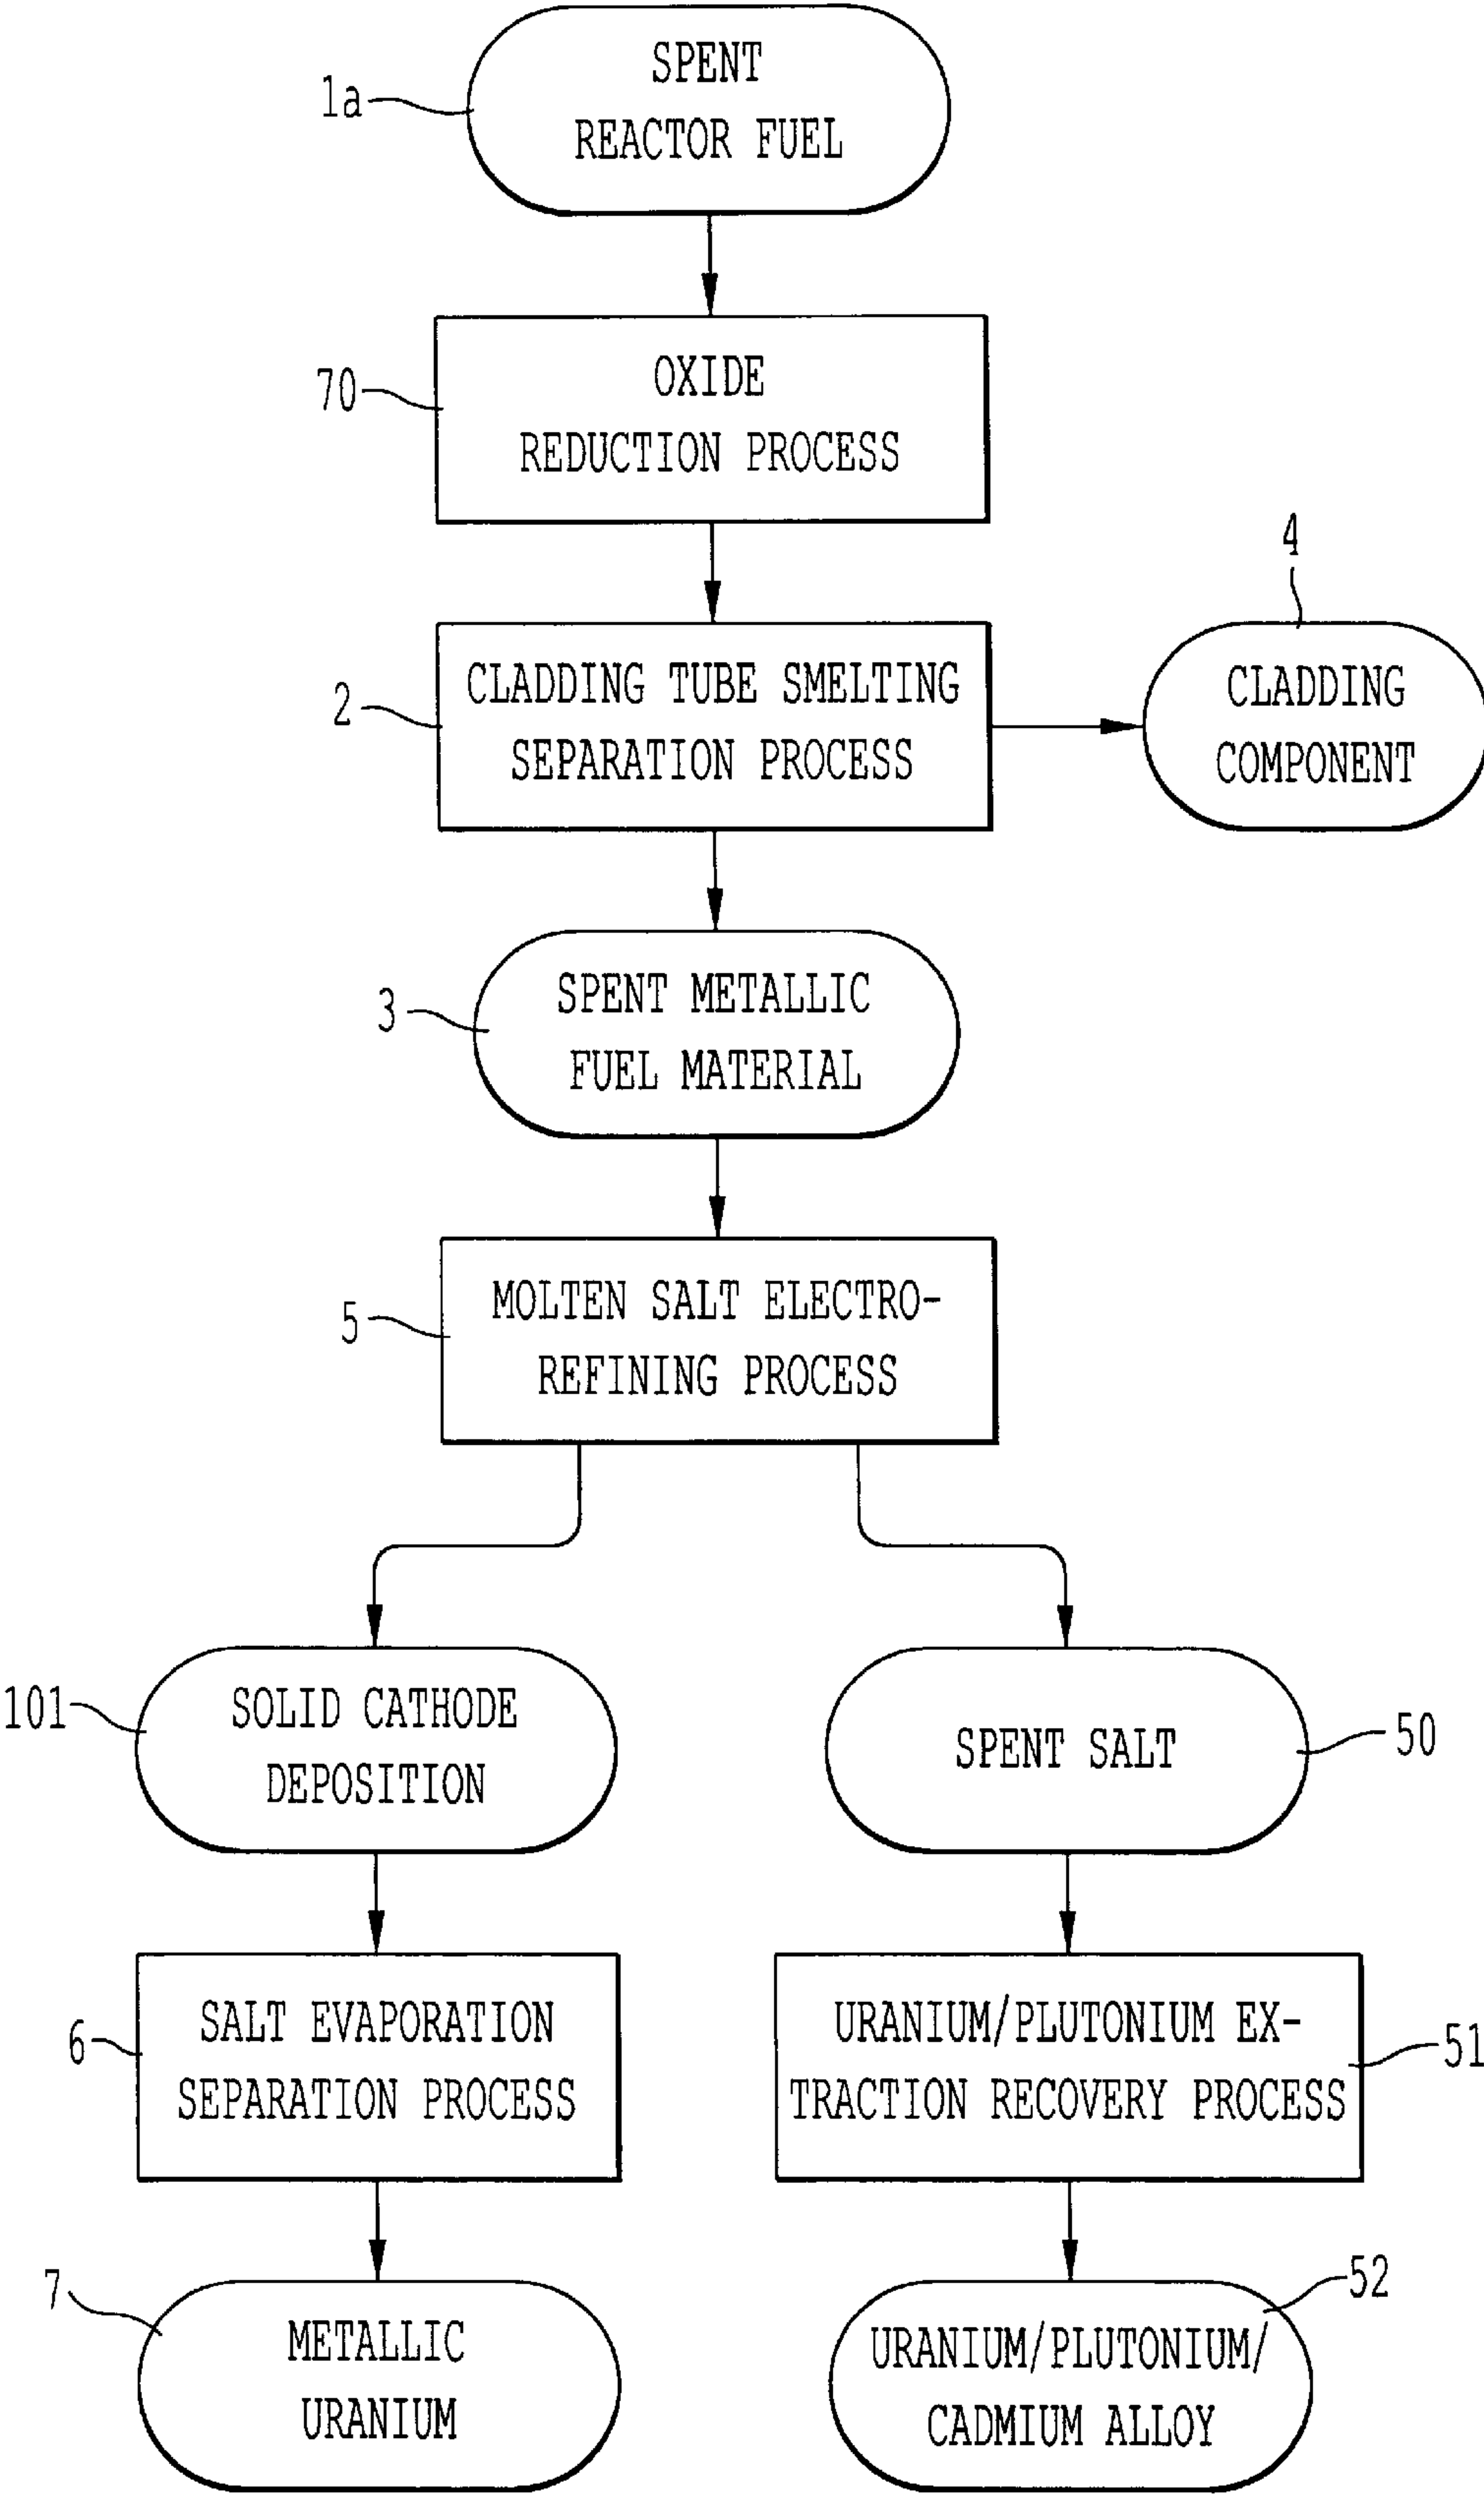 SPENT
REACTOR FUEL
1a
OXIDE
REDUCTION PROCESS
70
4
CLADDING TUBE SMELTING
SEPARATION PROCESS
2
CLADDING
COMPONENT
SPENT METALLIC
FUEL MATERIAL
3
MOLTEN SALT ELECTRO-
REFINING PROCESS
5
101
SOLID CATHODE
DEPOSITION
SPENT SALT
50
6
SALT EVAPORATION
SEPARATION PROCESS
URANIUM/PLUTONIUM EX-
TRACTION RECOVERY PROCESS
51
7
METALLIC
URANIUM
52
URANIUM/PLUTONIUM/
CADMIUM ALLOY